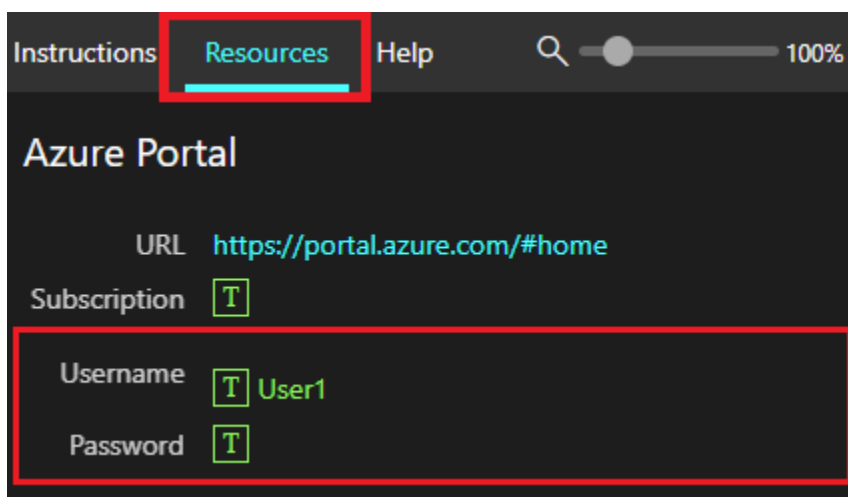 Instructions Resources Help 100%
Azure Portal
URL https://portal.azure.com/#home
Subscription T
Username T User1
Password T